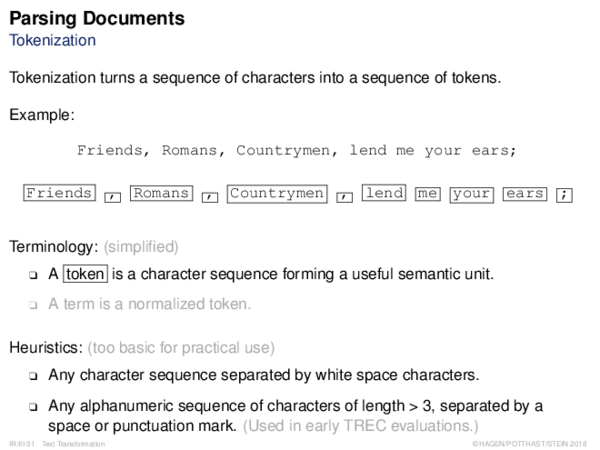 Parsing Documents
Tokenization
Tokenization turns a sequence of characters into a sequence of tokens.
Example:
Friends, Romans, Countrymen, lend me your ears;
Friends , Romans , Countrymen , lend me your ears ;
Terminology: (simplified)
❑ A token is a character sequence forming a useful semantic unit.
❑ A term is a normalized token.
Heuristics: (too basic for practical use)
❑ Any character sequence separated by white space characters.
❑ Any alphanumeric sequence of characters of length > 3, separated by a
space or punctuation mark. (Used in early TREC evaluations.)
IR:III-31 Text Transformation ©HAGEN/POTTHAST/STEIN 2018